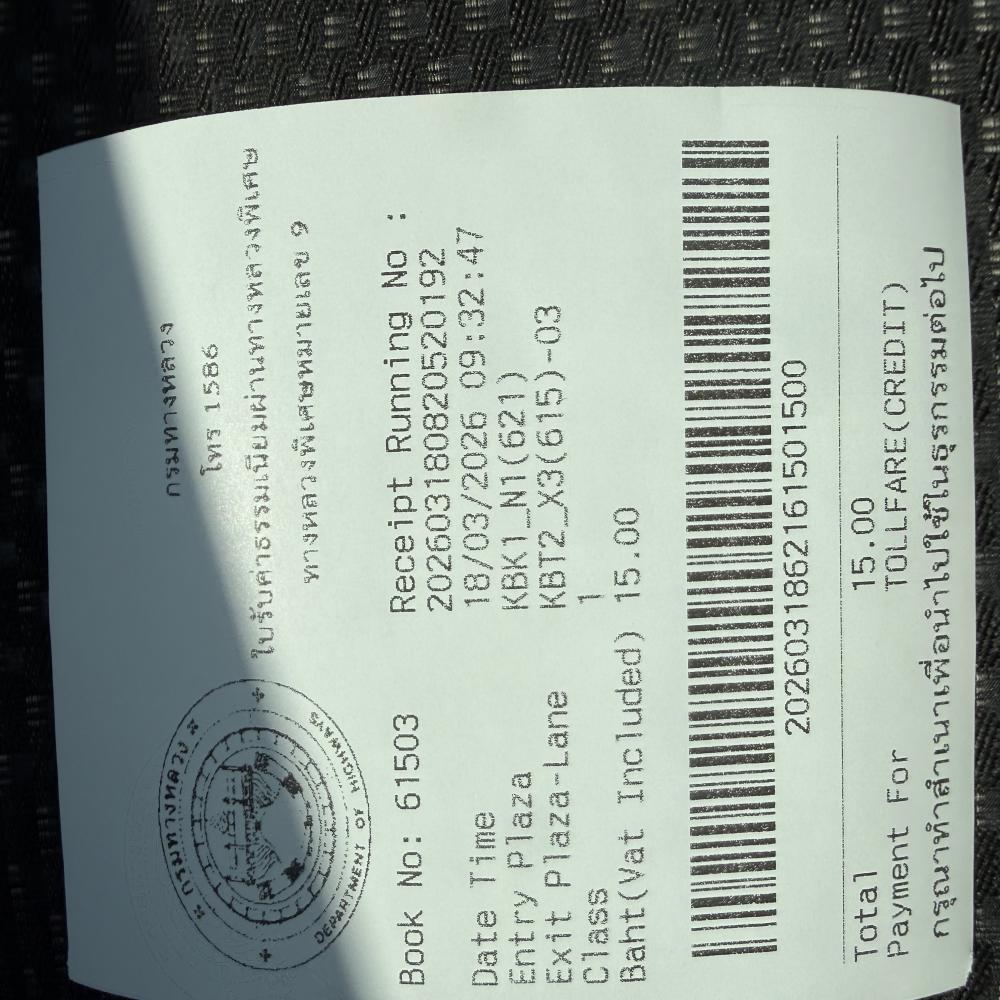 กรมทางหลวง
โทร 1586
ใบรับค่าธรรมเนียมผ่านทางหลวงพิเศษ
ทางหลวงพิเศษหมายเลข 9
กรมทางหลวง
DEPARTMENT OF HIGHWAYS
Book No: 61503 Receipt Running No :
2026031808205201​92
Date Time 18/03/2026 09:32:47
Entry Plaza KBK1_N1(621)
Exit Plaza-Lane KBT2_X3(615)-03
Class 1
Baht(Vat Included) 15.00
20260318621615015​00
Total 15.00
Payment For TOLLFARE(CREDIT)
กรุณาทำสำเนาเพื่อนำไปใช้ในธุรกรรมต่อไป